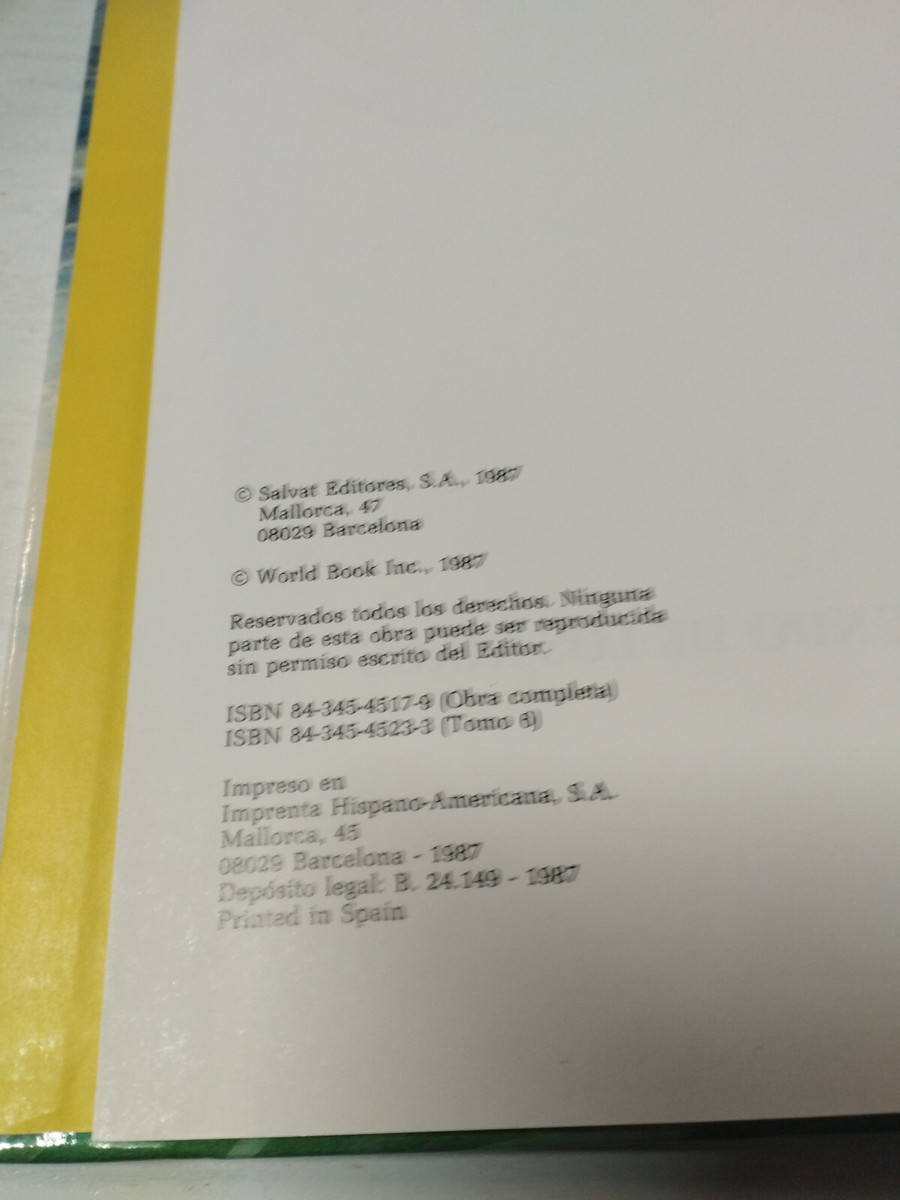 © Salvat Editores, S.A., 1987
Mallorca, 47
08029 Barcelona
© World Book Inc., 1987
Reservados todos los derechos. Ninguna
parte de esta obra puede ser reproducida
sin permiso escrito del Editor.
ISBN 84-345-4517-9 (Obra completa)
ISBN 84-345-4523-3 (Tomo 6)
Impreso en
Imprenta Hispano-Americana, S.A.
Mallorca, 45
08029 Barcelona - 1987
Depósito legal: B. 24.149 - 1987
Printed in Spain